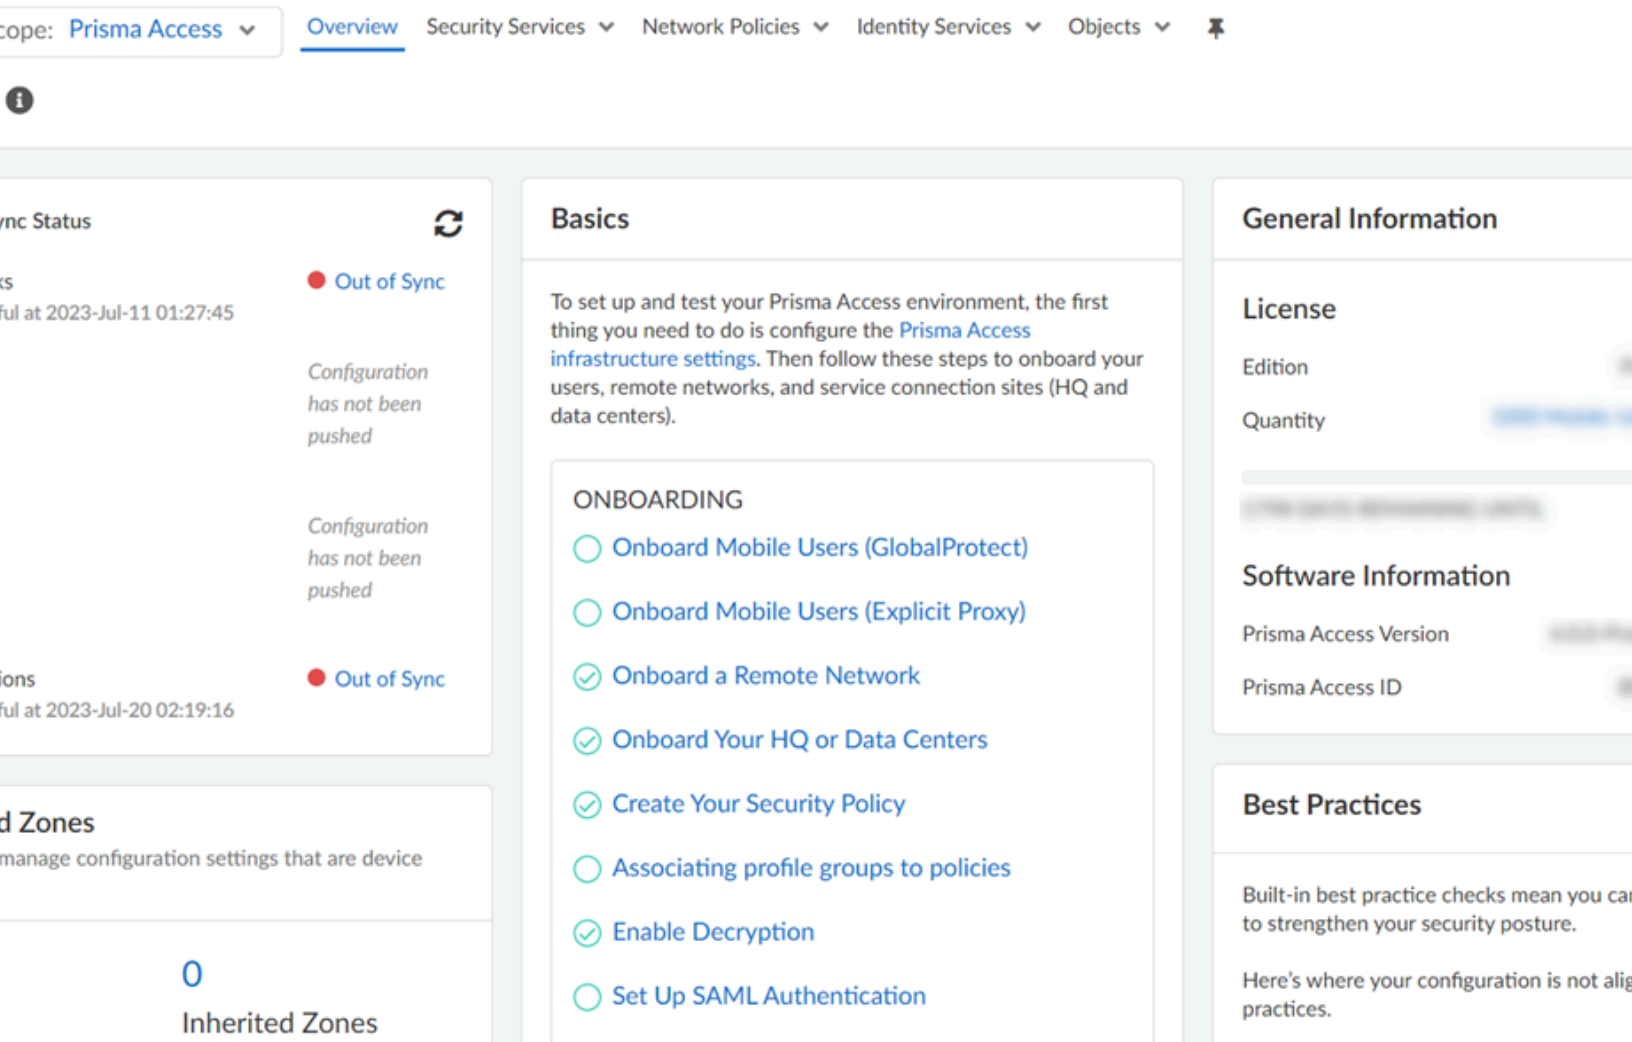 cope: Prisma Access
Overview
Security Services
Network Policies
Identity Services
Objects
ync Status
ks
Out of Sync
ful at 2023-Jul-11 01:27:45
Configuration
has not been
pushed
Configuration
has not been
pushed
ions
Out of Sync
ful at 2023-Jul-20 02:19:16
d Zones
manage configuration settings that are device
0
Inherited Zones
Basics
To set up and test your Prisma Access environment, the first
thing you need to do is configure the Prisma Access
infrastructure settings. Then follow these steps to onboard your
users, remote networks, and service connection sites (HQ and
data centers).
ONBOARDING
Onboard Mobile Users (GlobalProtect)
Onboard Mobile Users (Explicit Proxy)
Onboard a Remote Network
Onboard Your HQ or Data Centers
Create Your Security Policy
Associating profile groups to policies
Enable Decryption
Set Up SAML Authentication
General Information
License
Edition
Quantity
Software Information
Prisma Access Version
Prisma Access ID
Best Practices
Built-in best practice checks mean you can
to strengthen your security posture.
Here's where your configuration is not alig
practices.